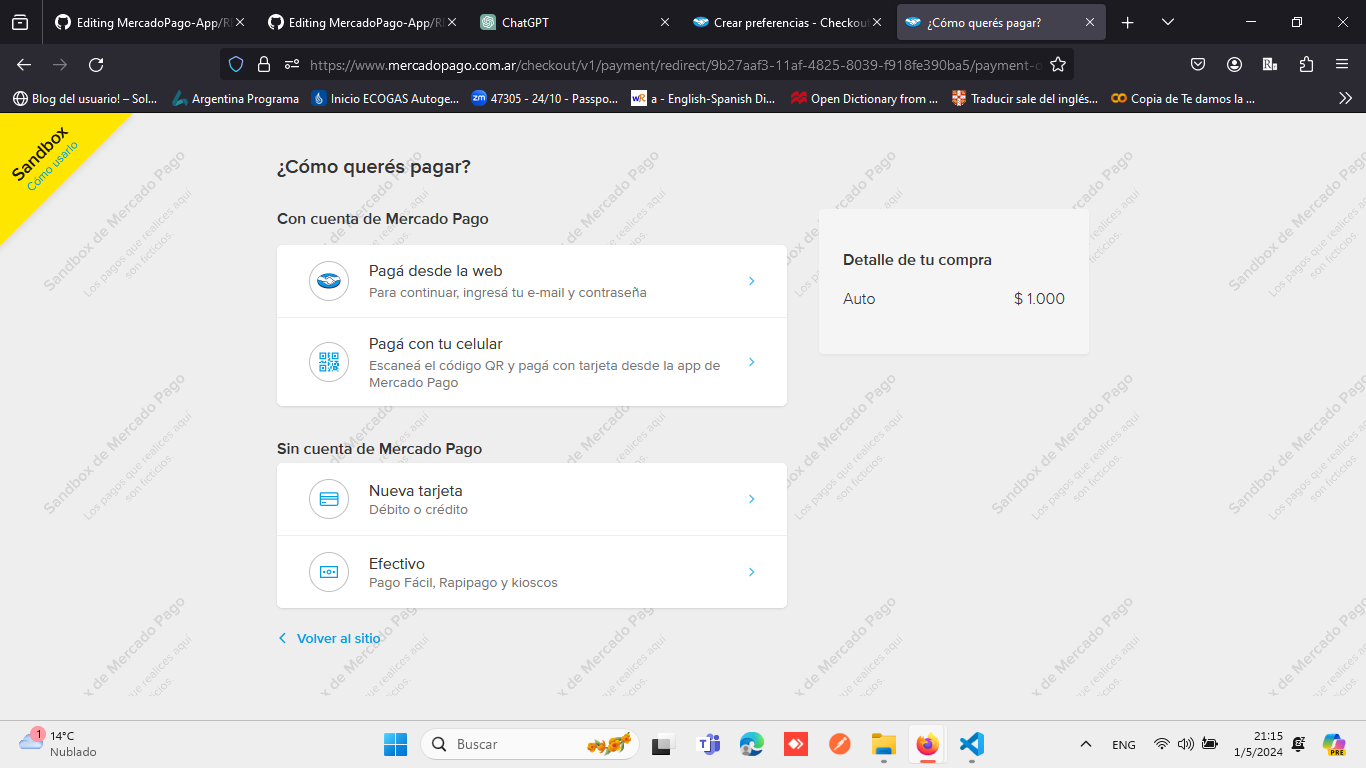 Editing MercadoPago-App/RE
Editing MercadoPago-App/RE
ChatGPT
Crear preferencias - Checkout
¿Cómo querés pagar?
https://www.mercadopago.com.ar/checkout/v1/payment/redirect/9b27aaf3-11af-4825-8039-f918fe390ba5/payment-o
Blog del usuario! – Sol...
Argentina Programa
Inicio ECOGAS Autoge...
zm
47305 - 24/10 - Passpo...
a - English-Spanish Di...
Open Dictionary from ...
Traducir sale del inglés...
Copia de Te damos la ...
Sandbox
Cómo usarlo
¿Cómo querés pagar?
Con cuenta de Mercado Pago
Pagá desde la web
Para continuar, ingresá tu e-mail y contraseña
Pagá con tu celular
Escaneá el código QR y pagá con tarjeta desde la app de
Mercado Pago
Detalle de tu compra
Auto $ 1.000
Sin cuenta de Mercado Pago
Nueva tarjeta
Débito o crédito
Efectivo
Pago Fácil, Rapipago y kioscos
Volver al sitio
Sandbox de Mercado Pago
Los pagos que realices aquí
son ficticios.
1
14°C
Nublado
Buscar
ENG
21:15
1/5/2024
PRE